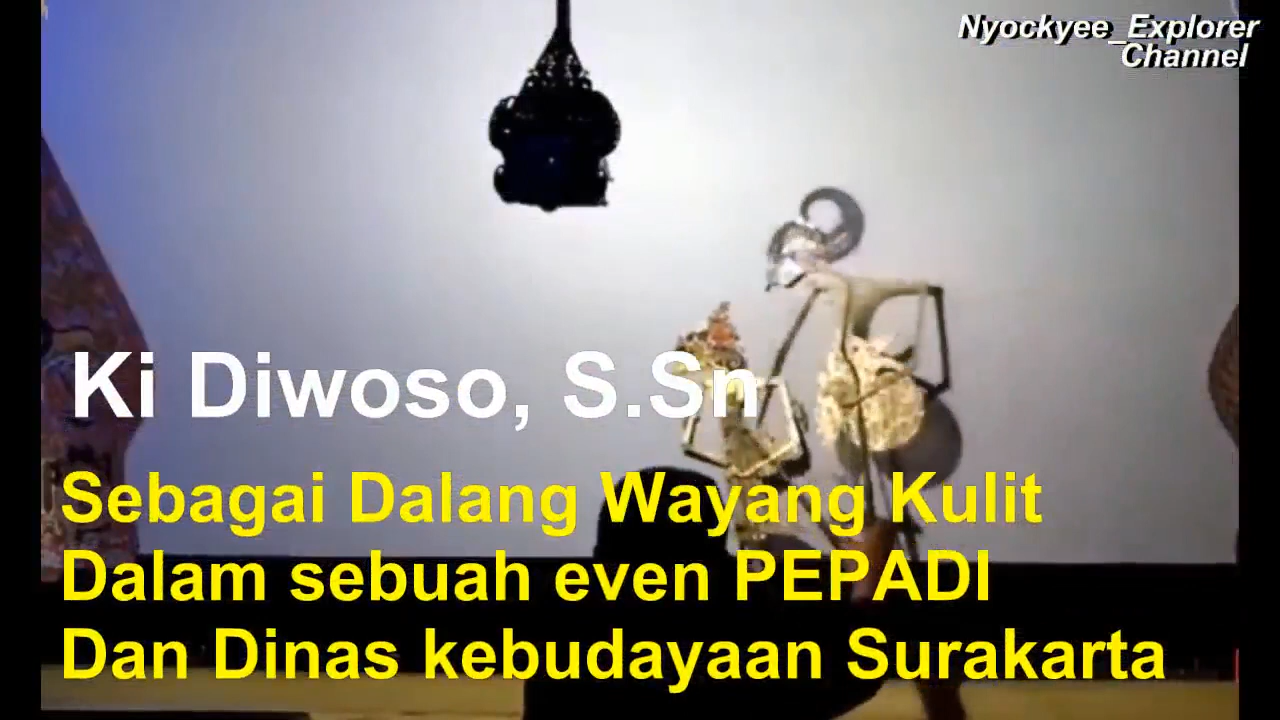 Nyockyee_Explorer
Channel
Ki Diwoso, S.Sn
Sebagai Dalang Wayang Kulit
Dalam sebuah even PEPADI
Dan Dinas kebudayaan Surakarta